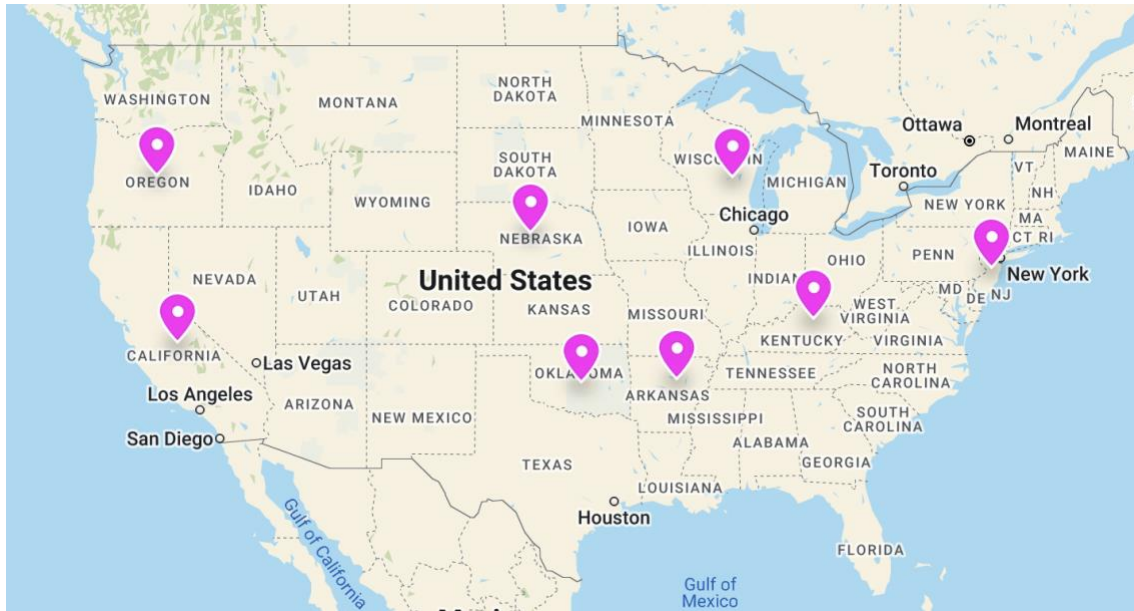 WASHINGTON
MONTANA
NORTH
DAKOTA
MINNESOTA
Ottawa
Montreal
MAINE
OREGON
IDAHO
SOUTH
DAKOTA
MICHIGAN
Toronto
VT
NH
WYOMING
NEBRASKA
IOWA
Chicago
NEW YORK
MA
CT RI
NEVADA
UTAH
COLORADO
United States
KANSAS
ILLINOIS
OHIO
PENN
New York
MD
DE
NJ
MISSOURI
WEST
VIRGINIA
KENTUCKY
VIRGINIA
CALIFORNIA
Las Vegas
TENNESSEE
NORTH
CAROLINA
Los Angeles
ARIZONA
NEW MEXICO
ARKANSAS
MISSISSIPPI
SOUTH
CAROLINA
San Diego
ALABAMA
GEORGIA
TEXAS
LOUISIANA
Houston
Gulf of California
FLORIDA
Gulf of
Mexico